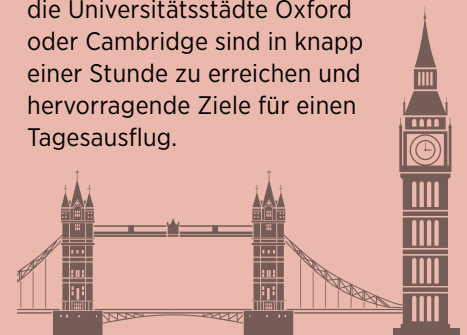 die Universitätsstädte Oxford
oder Cambridge sind in knapp
einer Stunde zu erreichen und
hervorragende Ziele für einen
Tagesausflug.